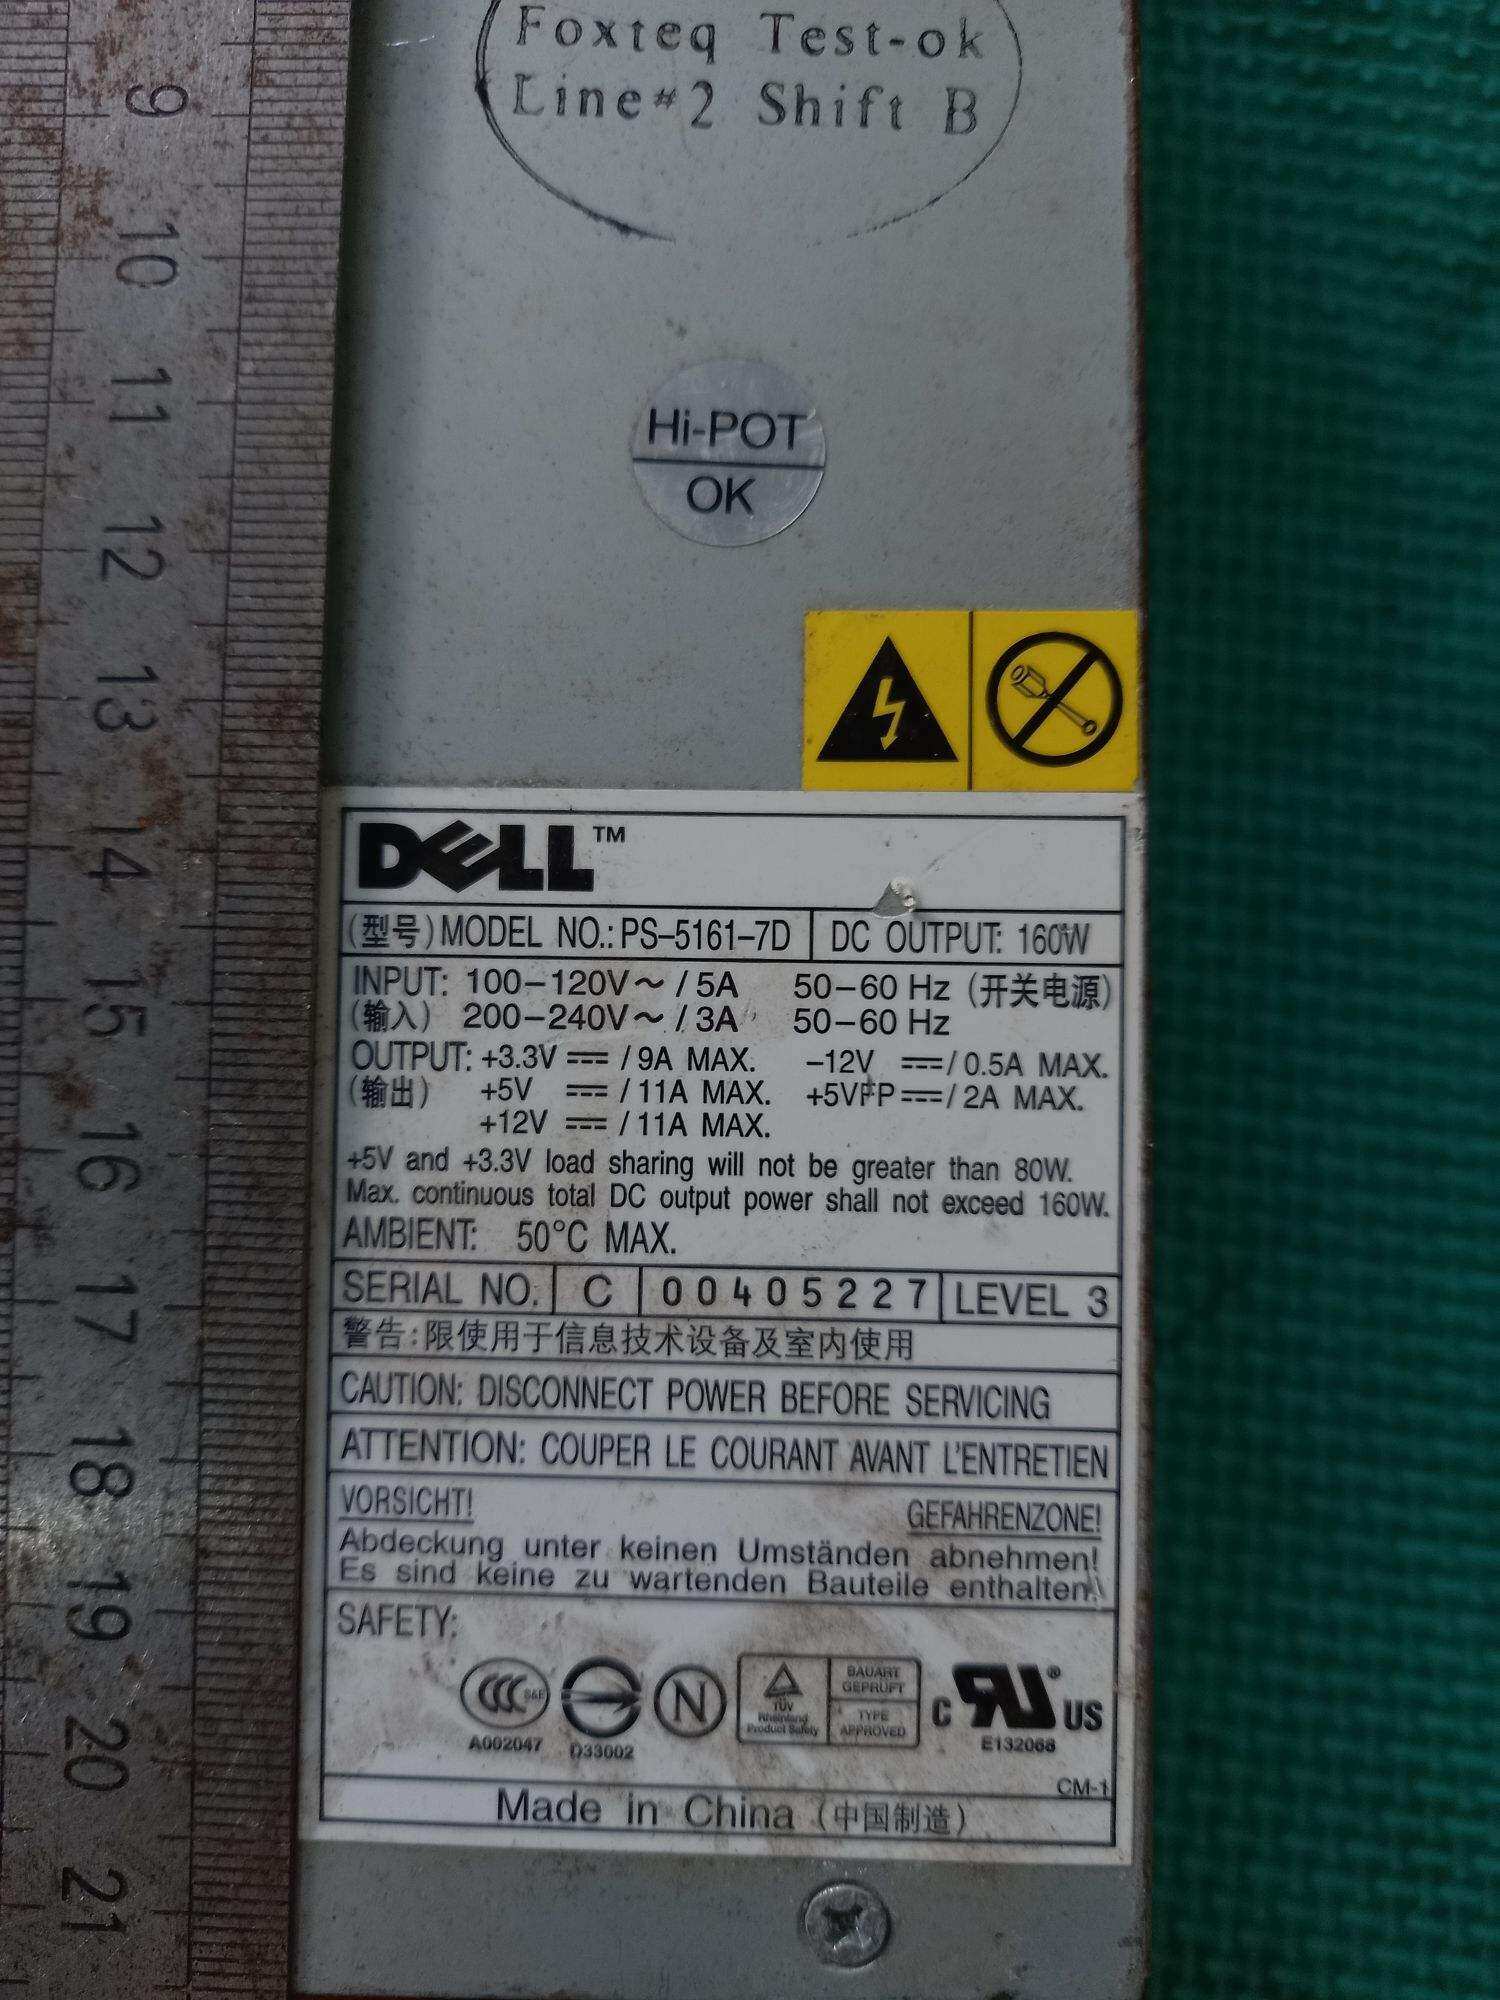 Foxteq Test-ok
Line#2 Shift B
Hi-POT
OK
DELL™
(型号)MODEL NO.: PS-5161-7D DC OUTPUT: 160W
INPUT: 100-120V~ / 5A 50-60 Hz (开关电源)
(输入) 200-240V~ / 3A 50-60 Hz
OUTPUT: +3.3V ⎓ / 9A MAX. -12V ⎓ / 0.5A MAX.
(输出) +5V ⎓ / 11A MAX. +5VFP ⎓ / 2A MAX.
+12V ⎓ / 11A MAX.
+5V and +3.3V load sharing will not be greater than 80W.
Max. continuous total DC output power shall not exceed 160W.
AMBIENT: 50°C MAX.
SERIAL NO. C 00405227 LEVEL 3
警告:限使用于信息技术设备及室内使用
CAUTION: DISCONNECT POWER BEFORE SERVICING
ATTENTION: COUPER LE COURANT AVANT L'ENTRETIEN
VORSICHT! GEFAHRENZONE!
Abdeckung unter keinen Umständen abnehmen!
Es sind keine zu wartenden Bauteile enthalten!
SAFETY:
CCC S&E N TÜV Rheinland Product Safety BAUART GEPRÜFT TYPE APPROVED C RU® US
A002047 D33002 E132068
CM-1
Made in China (中国制造)
9
10
11
12
13
14
15
16
17
18
19
20
21